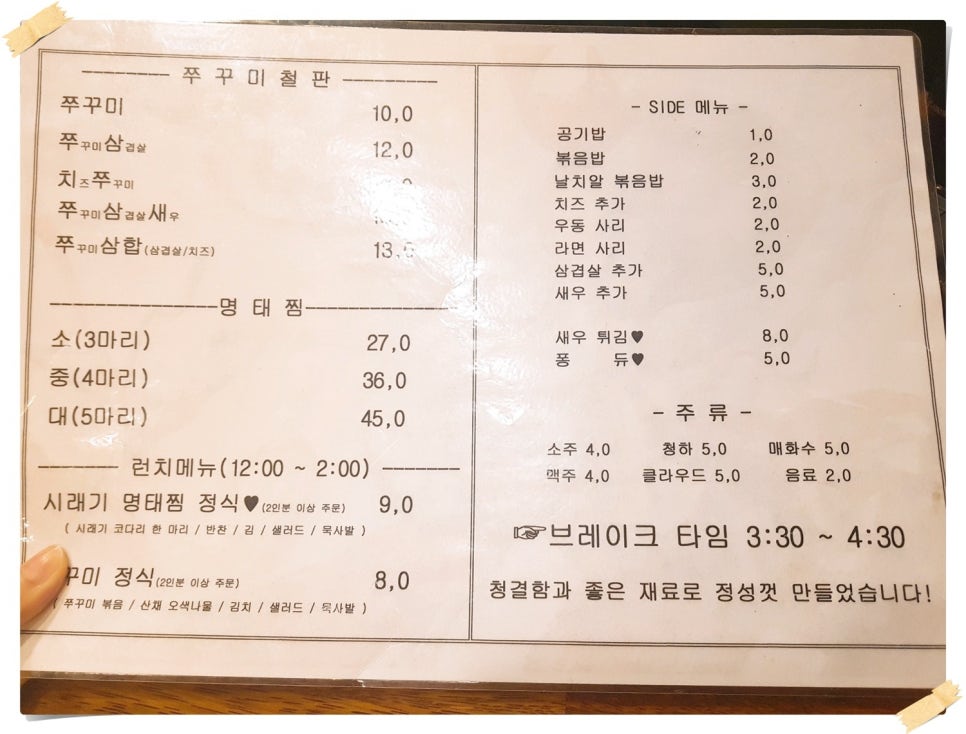 쭈 꾸 미 철 판
쭈꾸미 10,0
쭈꾸미삼겹살 12,0
치즈쭈꾸미
쭈꾸미삼겹살새우
쭈꾸미삼합(삼겹살/치즈) 13,0
명 태 찜
소(3마리) 27,0
중(4마리) 36,0
대(5마리) 45,0
런치메뉴(12:00 ~ 2:00)
시래기 명태찜 정식♥(2인분 이상 주문) 9,0
( 시래기 코다리 한 마리 / 반찬 / 김 / 샐러드 / 묵사발 )
꾸미 정식(2인분 이상 주문) 8,0
( 쭈꾸미 볶음 / 산채 오색나물 / 김치 / 샐러드 / 묵사발 )
- SIDE 메뉴 -
공기밥 1,0
볶음밥 2,0
날치알 볶음밥 3,0
치즈 추가 2,0
우동 사리 2,0
라면 사리 2,0
삼겹살 추가 5,0
새우 추가 5,0
새우 튀김♥ 8,0
퐁 듀♥ 5,0
- 주 류 -
소주 4,0 청하 5,0 매화수 5,0
맥주 4,0 클라우드 5,0 음료 2,0
☞브레이크 타임 3:30 ~ 4:30
청결함과 좋은 재료로 정성껏 만들었습니다!